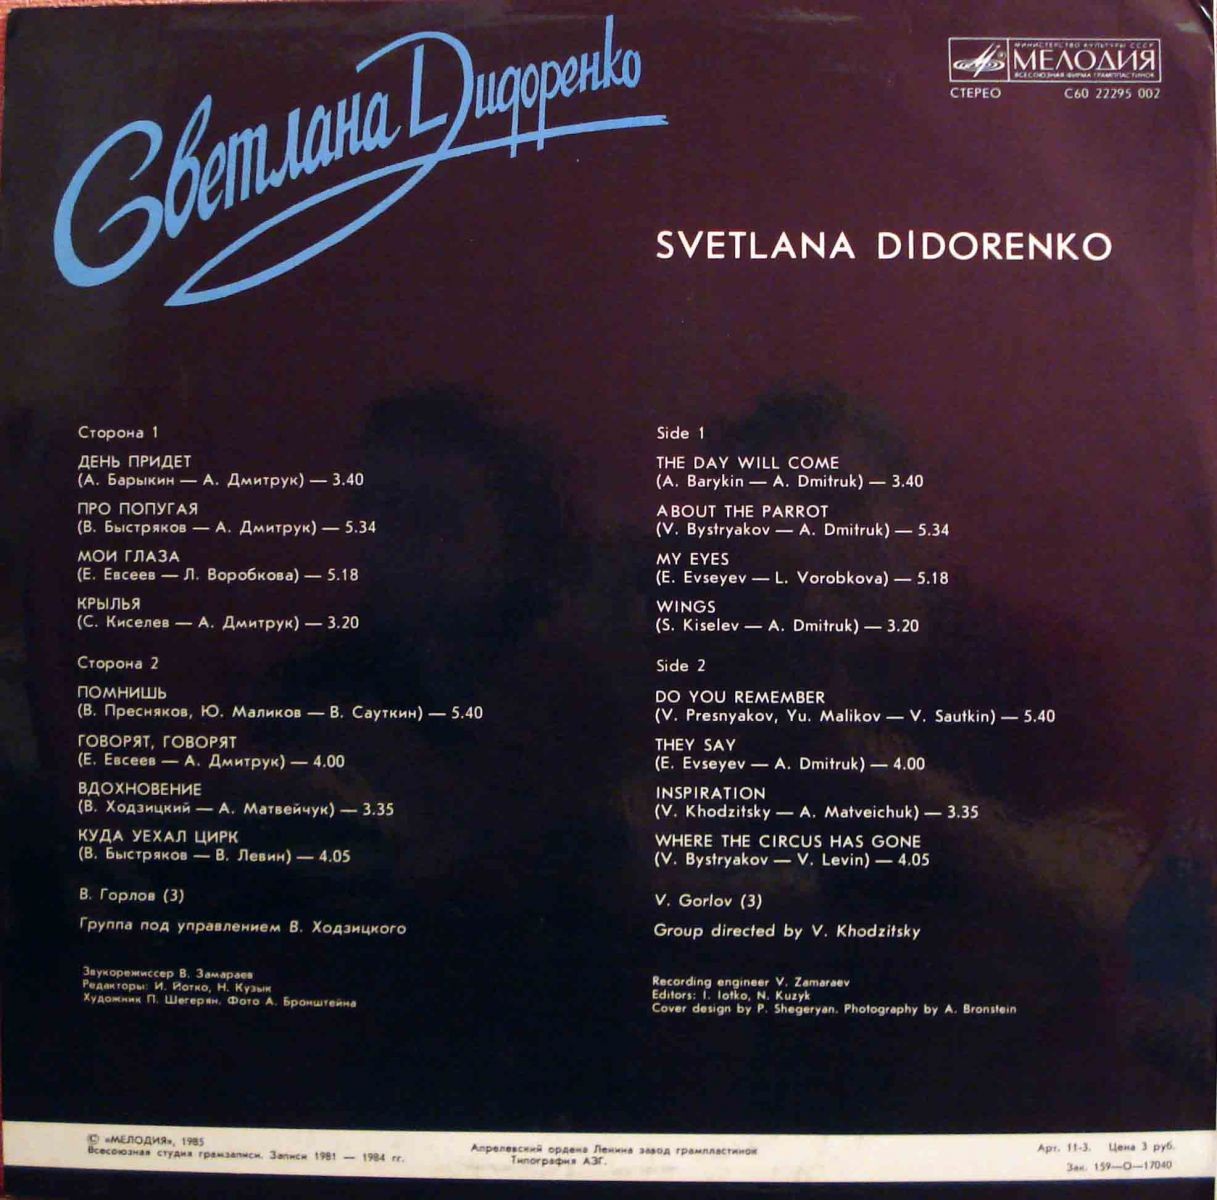 Светлана Дидоренко
МИНИСТЕРСТВО КУЛЬТУРЫ СССР
МЕЛОДИЯ
ВСЕСОЮЗНАЯ ФИРМА ГРАМПЛАСТИНОК
СТЕРЕО С60 22295 002
SVETLANA DIDORENKO
Сторона 1
ДЕНЬ ПРИДЕТ
(А. Барыкин — А. Дмитрук) — 3.40
ПРО ПОПУГАЯ
(В. Быстряков — А. Дмитрук) — 5.34
МОИ ГЛАЗА
(Е. Евсеев — Л. Воробкова) — 5.18
КРЫЛЬЯ
(С. Киселев — А. Дмитрук) — 3.20
Сторона 2
ПОМНИШЬ
(В. Пресняков, Ю. Маликов — В. Сауткин) — 5.40
ГОВОРЯТ, ГОВОРЯТ
(Е. Евсеев — А. Дмитрук) — 4.00
ВДОХНОВЕНИЕ
(В. Ходзицкий — А. Матвейчук) — 3.35
КУДА УЕХАЛ ЦИРК
(В. Быстряков — В. Левин) — 4.05
В. Горлов (3)
Группа под управлением В. Ходзицкого
Звукорежиссер В. Замараев
Редакторы: И. Йотко, Н. Кузык
Художник П. Шегерян. Фото А. Бронштейна
Side 1
THE DAY WILL COME
(A. Barykin — A. Dmitruk) — 3.40
ABOUT THE PARROT
(V. Bystryakov — A. Dmitruk) — 5.34
MY EYES
(E. Evseyev — L. Vorobkova) — 5.18
WINGS
(S. Kiselev — A. Dmitruk) — 3.20
Side 2
DO YOU REMEMBER
(V. Presnyakov, Yu. Malikov — V. Sautkin) — 5.40
THEY SAY
(E. Evseyev — A. Dmitruk) — 4.00
INSPIRATION
(V. Khodzitsky — A. Matveichuk) — 3.35
WHERE THE CIRCUS HAS GONE
(V. Bystryakov — V. Levin) — 4.05
V. Gorlov (3)
Group directed by V. Khodzitsky
Recording engineer V. Zamaraev
Editors: I. Iotko, N. Kuzyk
Cover design by P. Shegeryan. Photography by A. Bronstein
© «МЕЛОДИЯ», 1985
Всесоюзная студия грамзаписи. Записи 1981 — 1984 гг.
Апрелевский ордена Ленина завод грампластинок
Типография АЗГ.
Арт. 11-3. Цена 3 руб.
Зак. 159—О—17040